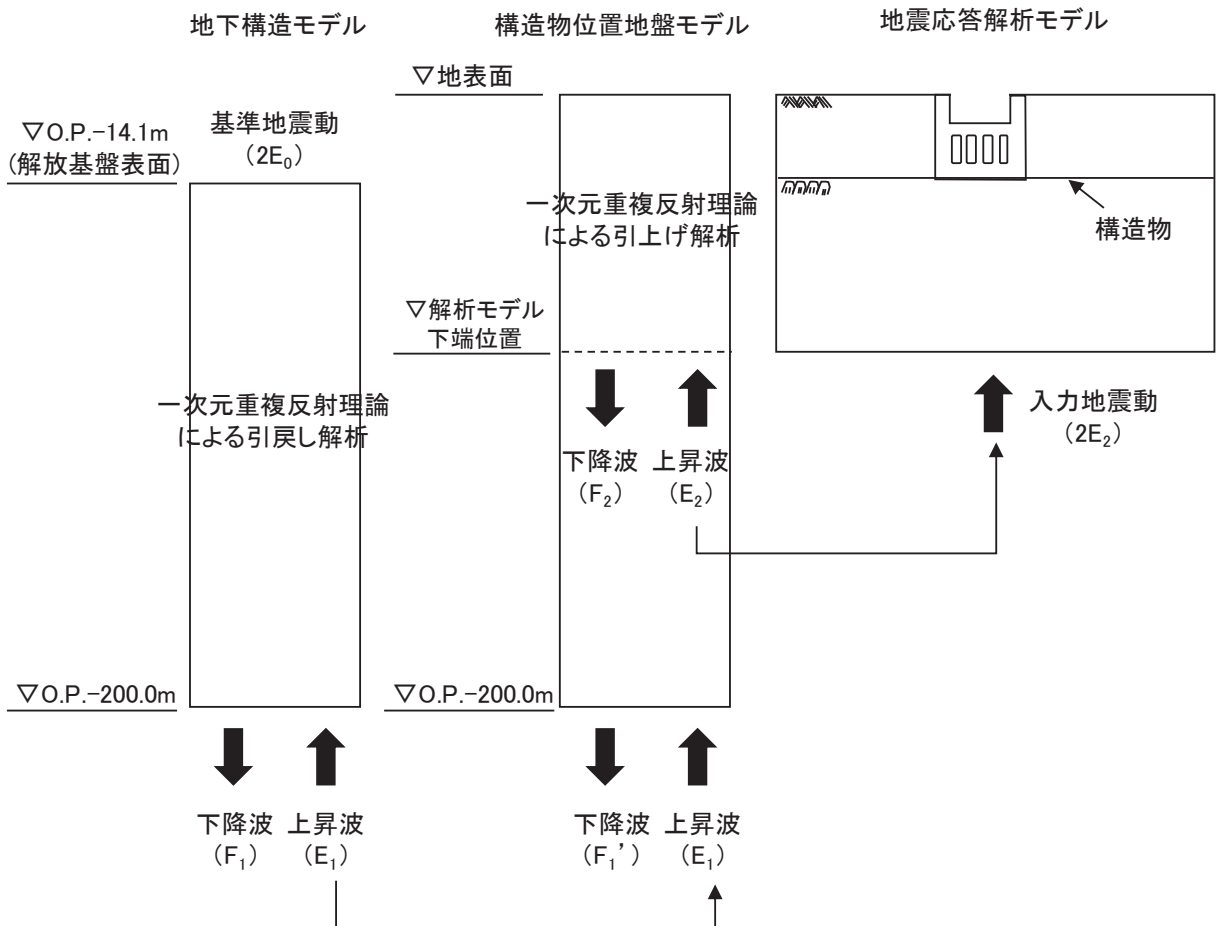 地下構造モデル
構造物位置地盤モデル
地震応答解析モデル
▽O.P.-14.1m
(解放基盤表面)
基準地震動
(2E₀)
一次元重複反射理論
による引戻し解析
▽O.P.-200.0m
下降波
(F₁)
上昇波
(E₁)
▽地表面
一次元重複反射理論
による引上げ解析
▽解析モデル
下端位置
下降波
(F₂)
上昇波
(E₂)
▽O.P.-200.0m
下降波
(F₁’)
上昇波
(E₁)
構造物
入力地震動
(2E₂)